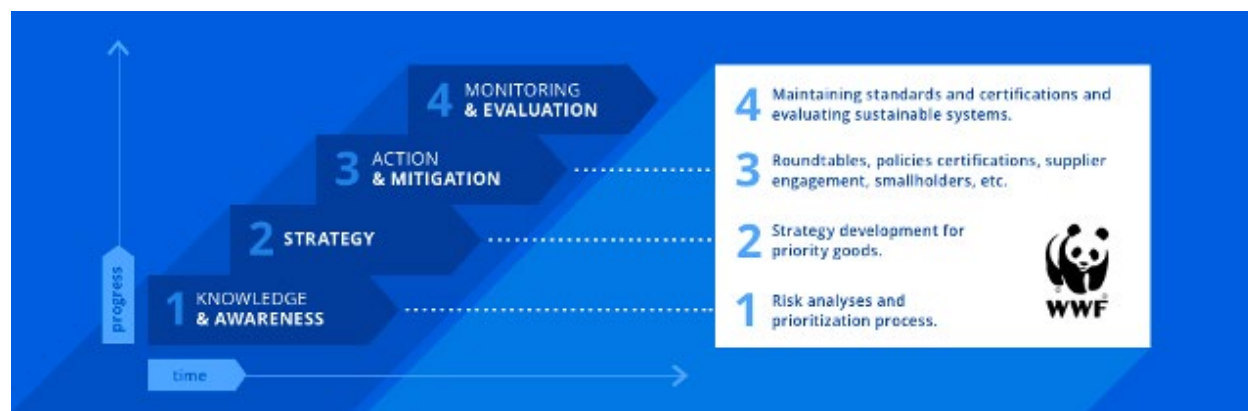 4 MONITORING
& EVALUATION
3 ACTION
& MITIGATION
2 STRATEGY
1 KNOWLEDGE
& AWARENESS
progress
time
4 Maintaining standards and certifications and
evaluating sustainable systems.
3 Roundtables, policies certifications, supplier
engagement, smallholders, etc.
2 Strategy development for
priority goods.
1 Risk analyses and
prioritization process.
WWF